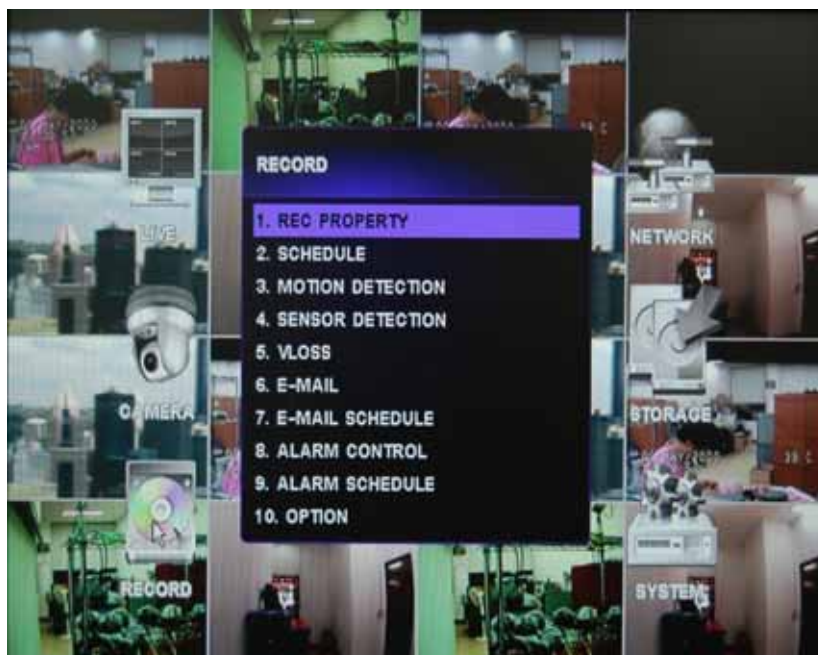 RECORD
1. REC PROPERTY
2. SCHEDULE
3. MOTION DETECTION
4. SENSOR DETECTION
5. VLOSS
6. E-MAIL
7. E-MAIL SCHEDULE
8. ALARM CONTROL
9. ALARM SCHEDULE
10. OPTION
LIVE
CAMERA
RECORD
NETWORK
STORAGE
SYSTEM